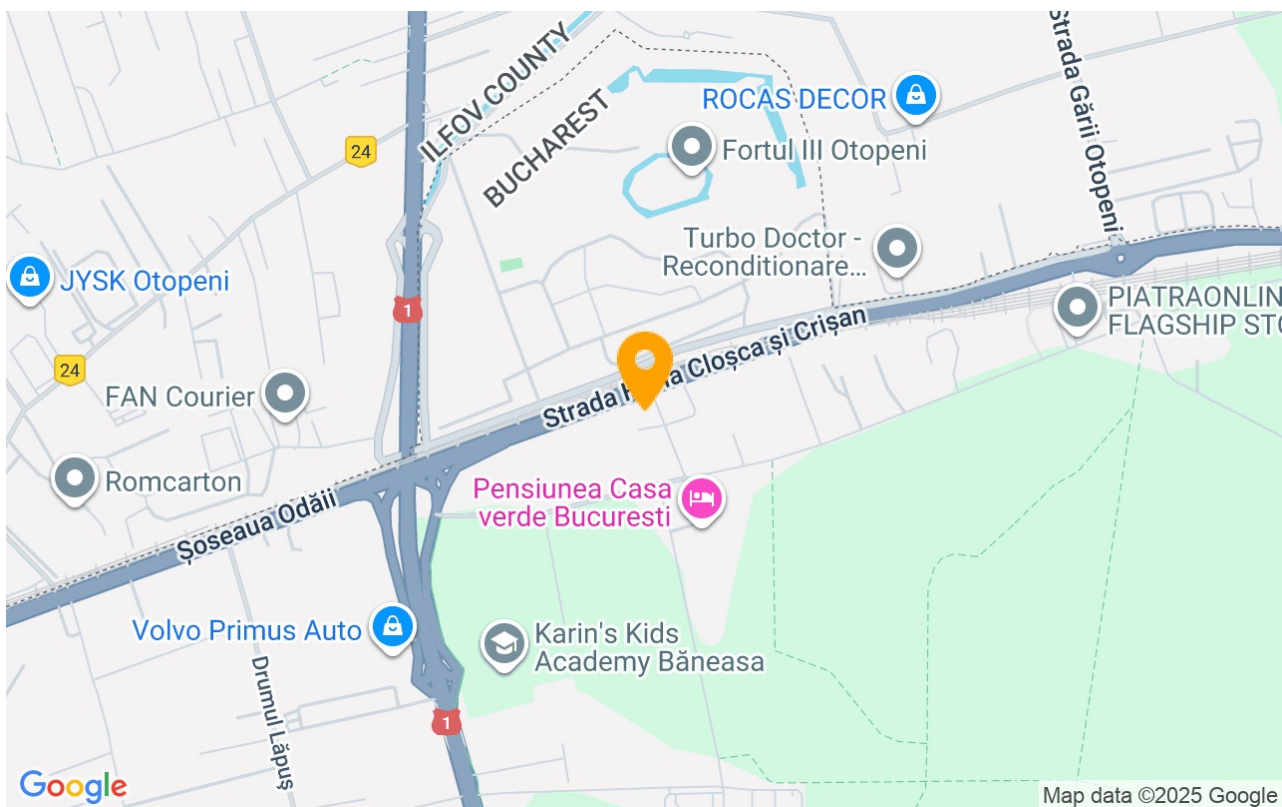 ILFOV COUNTY
BUCHAREST
ROCAS DECOR
Strada Gării Otopeni
24
Fortul III Otopeni
Turbo Doctor -
Reconditionare...
JYSK Otopeni
1
PIATRAONLIN
FLAGSHIP STO
24
FAN Courier
Strada H ia Cloșca și Crișan
Romcarton
Pensiunea Casa
verde Bucuresti
Șoseaua Odăii
Volvo Primus Auto
Karin's Kids
Academy Băneasa
Drumul Lăpuș
1
Google
Map data ©2025 Google